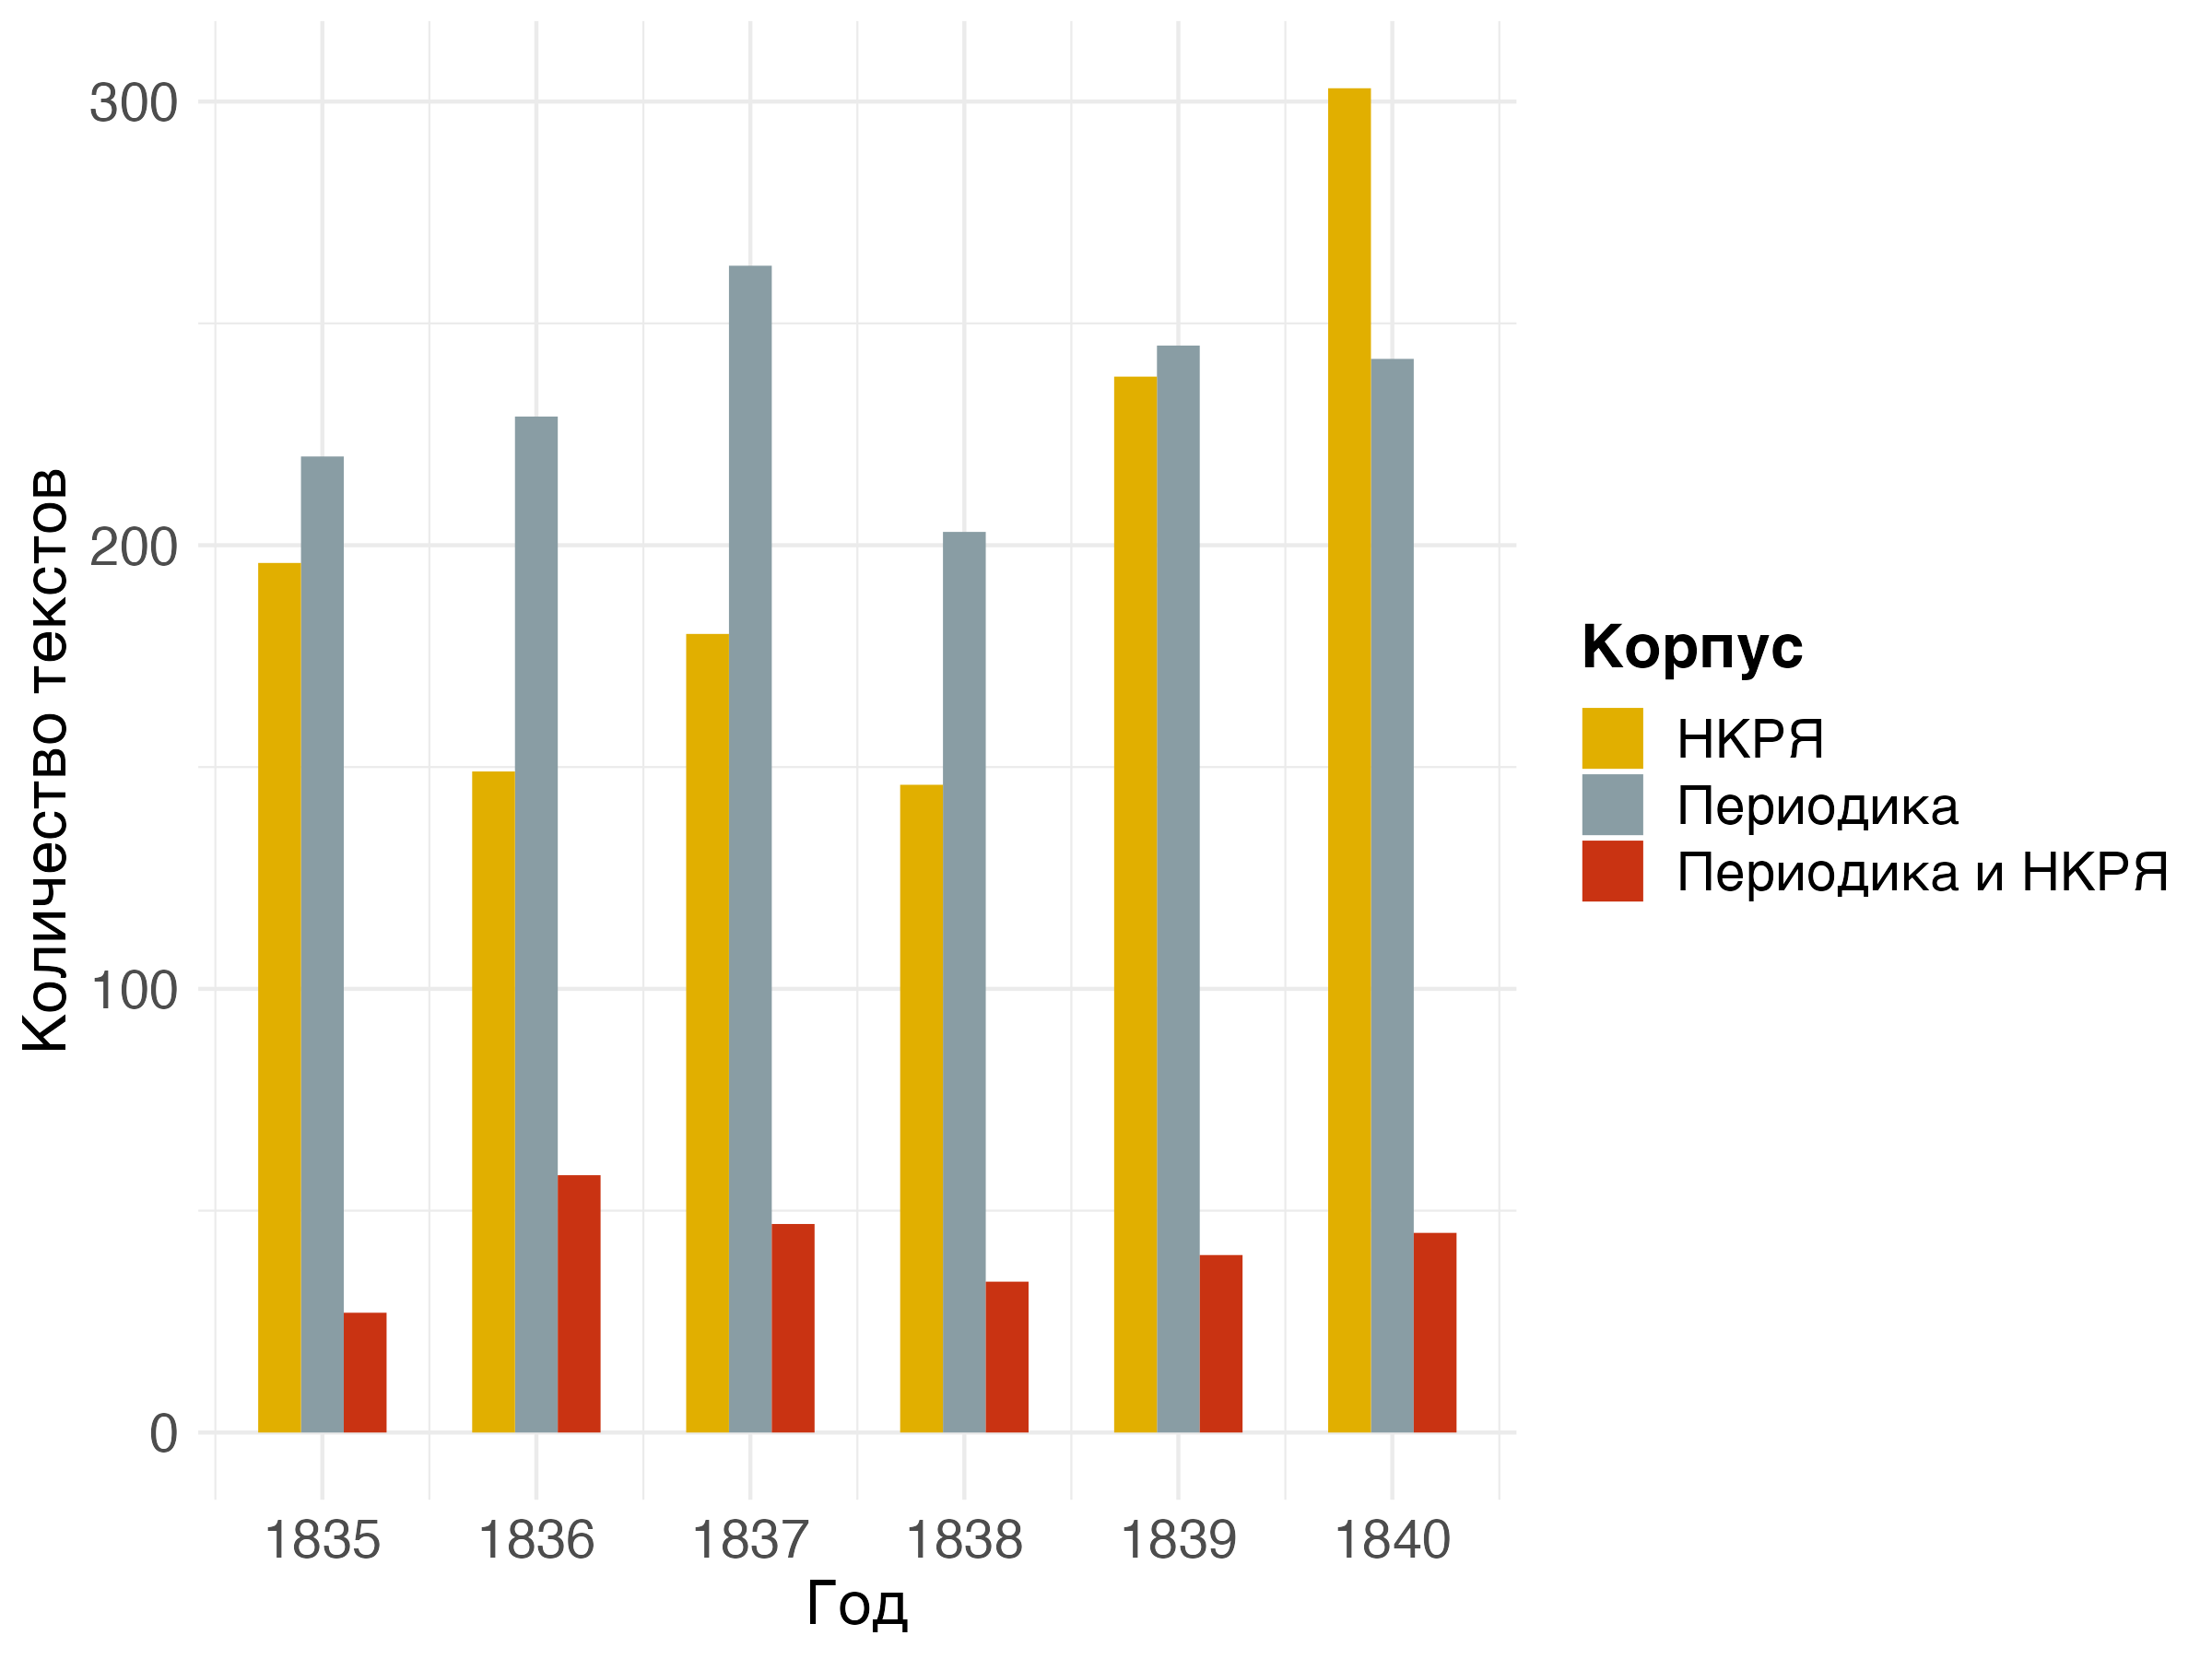 Количество текстов
300
200
100
0
1835 1836 1837 1838 1839 1840
Год
Корпус
НКРЯ
Периодика
Периодика и НКРЯ